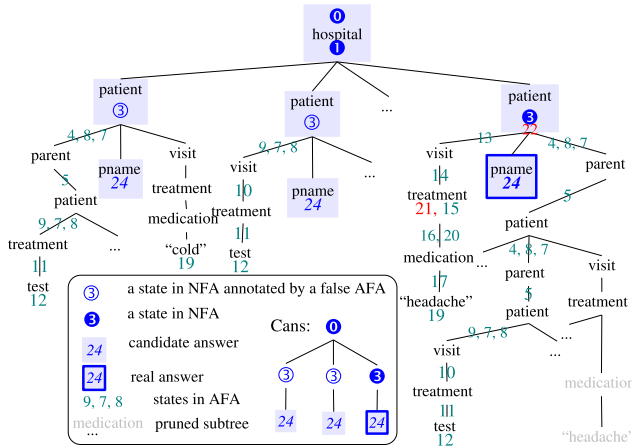 0
hospital
1
patient
3
patient
3
...
patient
3
22
4, 8, 7
9, 7, 8
13
4, 8, 7
parent
pname
24
visit
visit
pname
24
...
visit
pname
24
parent
5
10
14
5
patient
treatment
treatment
treatment
21, 15
patient
9, 7, 8
medication
11
16, 20
4, 8, 7
treatment
...
“cold”
test
medication
...
parent
visit
11
19
12
17
5
test
“headache”
patient
treatment
12
19
9, 7, 8
...
...
visit
10
medication
treatment
11
test
12
“headache”
3 a state in NFA annotated by a false AFA
3 a state in NFA
24 candidate answer
24 real answer
9, 7, 8 states in AFA
medication pruned subtree
...
Cans: 0
3 3 3
24 24 24